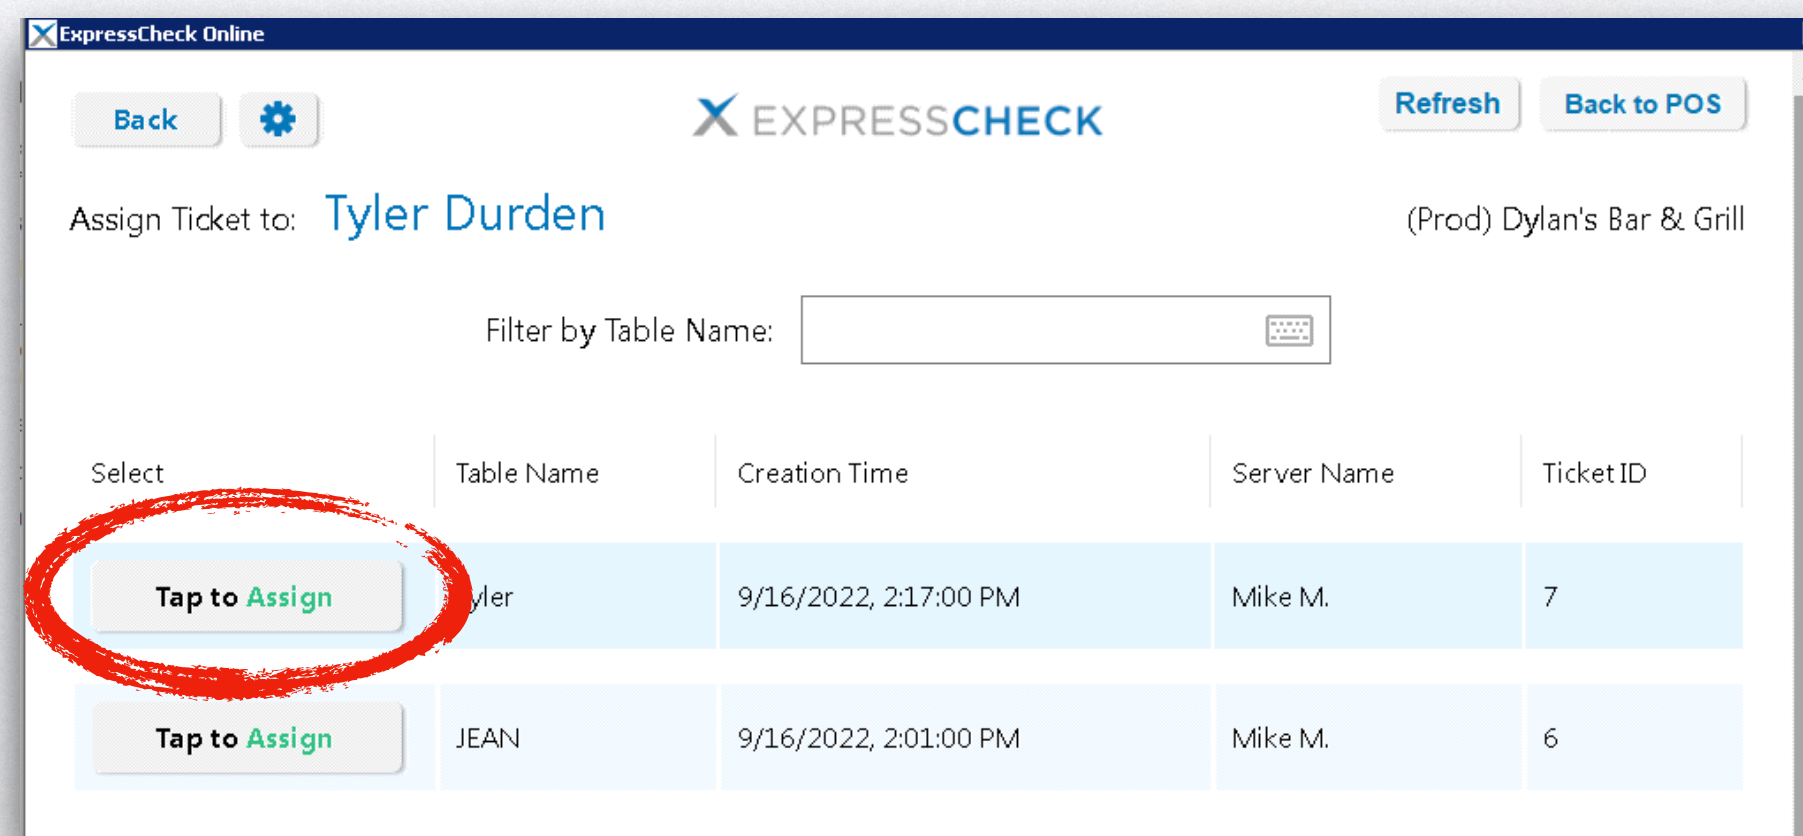 ExpressCheck Online
Back
EXPRESSCHECK
Refresh
Back to POS
Assign Ticket to: Tyler Durden
(Prod) Dylan's Bar & Grill
Filter by Table Name:
Select Table Name Creation Time Server Name Ticket ID
Tap to Assign yler 9/16/2022, 2:17:00 PM Mike M. 7
Tap to Assign JEAN 9/16/2022, 2:01:00 PM Mike M. 6